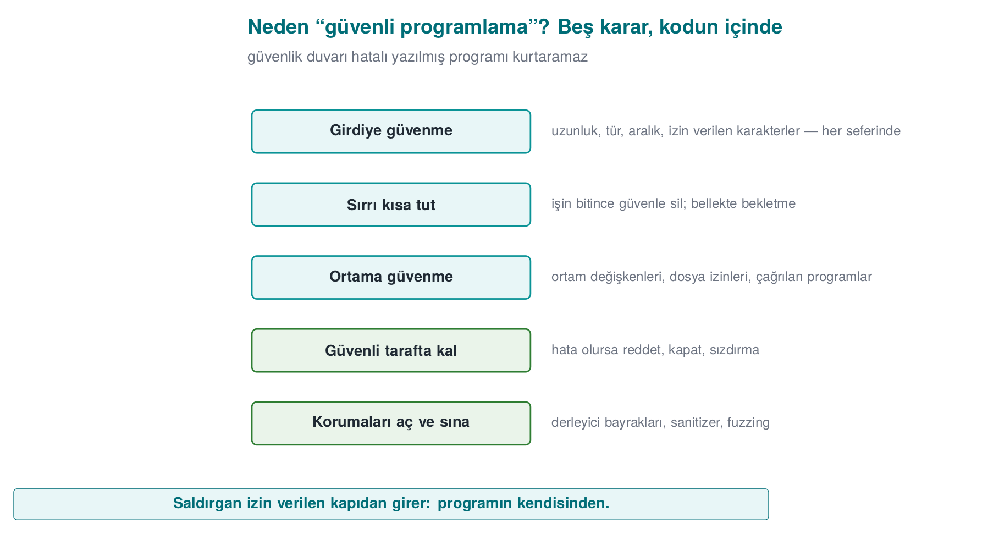 Neden “güvenli programlama”? Beş karar, kodun içinde
güvenlik duvarı hatalı yazılmış programı kurtaramaz
Girdiye güvenme
uzunluk, tür, aralık, izin verilen karakterler — her seferinde
Sırrı kısa tut
işin bitince güvenle sil; bellekte bekletme
Ortama güvenme
ortam değişkenleri, dosya izinleri, çağrılan programlar
Güvenli tarafta kal
hata olursa reddet, kapat, sızdırma
Korumaları aç ve sına
derleyici bayrakları, sanitizer, fuzzing
Saldırgan izin verilen kapıdan girer: programın kendisinden.